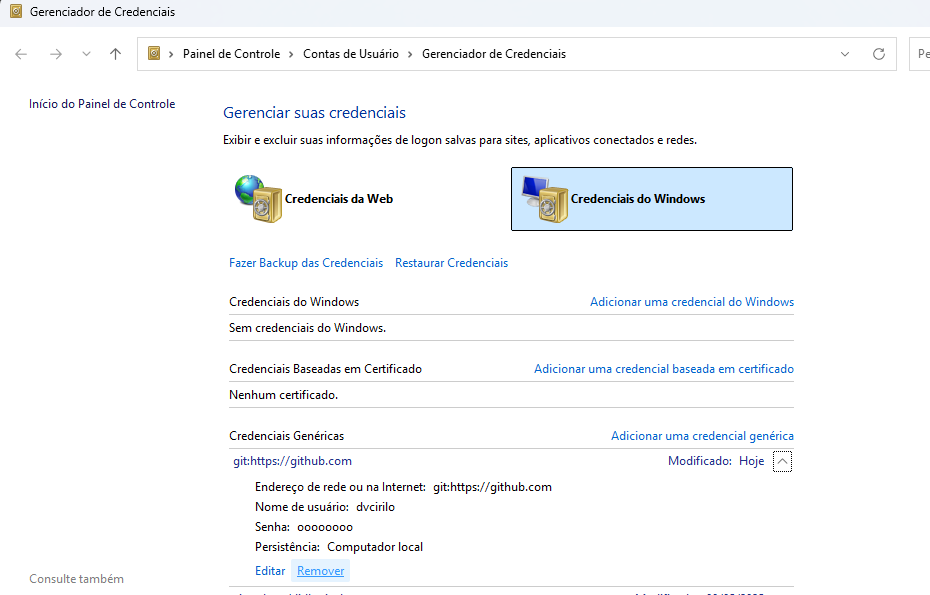 Gerenciador de Credenciais
Painel de Controle > Contas de Usuário > Gerenciador de Credenciais
Início do Painel de Controle
Gerenciar suas credenciais
Exibir e excluir suas informações de logon salvas para sites, aplicativos conectados e redes.
Credenciais da Web Credenciais do Windows
Fazer Backup das Credenciais Restaurar Credenciais
Credenciais do Windows Adicionar uma credencial do Windows
Sem credenciais do Windows.
Credenciais Baseadas em Certificado Adicionar uma credencial baseada em certificado
Nenhum certificado.
Credenciais Genéricas Adicionar uma credencial genérica
git:https://github.com Modificado: Hoje
Endereço de rede ou na Internet: git:https://github.com
Nome de usuário: dvcirilo
Senha: oooooooo
Persistência: Computador local
Editar Remover
Consulte também